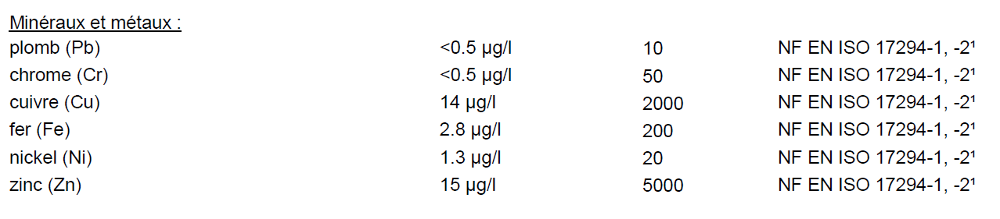 Minéraux et métaux :
plomb (Pb) <0.5 µg/l 10 NF EN ISO 17294-1, -2¹
chrome (Cr) <0.5 µg/l 50 NF EN ISO 17294-1, -2¹
cuivre (Cu) 14 µg/l 2000 NF EN ISO 17294-1, -2¹
fer (Fe) 2.8 µg/l 200 NF EN ISO 17294-1, -2¹
nickel (Ni) 1.3 µg/l 20 NF EN ISO 17294-1, -2¹
zinc (Zn) 15 µg/l 5000 NF EN ISO 17294-1, -2¹